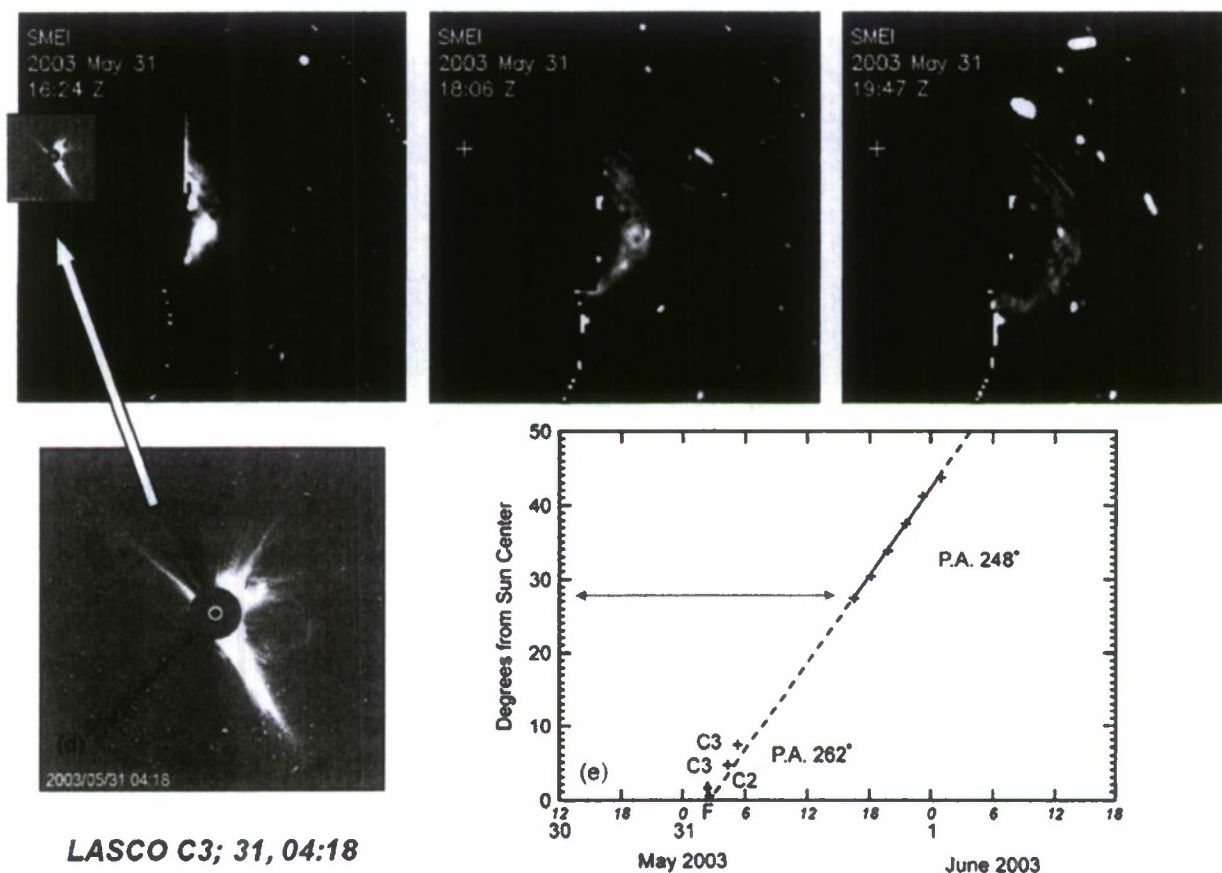 SMEI
2003 May 31
16:24 Z
SMEI
2003 May 31
18:06 Z
SMEI
2003 May 31
19:47 Z
(d)
2003/05/31 04:18
LASCO C3; 31, 04:18
50
40
30
20
10
0
Degrees from Sun Center
P.A. 248°
P.A. 262°
C3
C3
C2
F
(e)
12 18 0 6 12 18 0 6 12 18
30 31 1
May 2003 June 2003